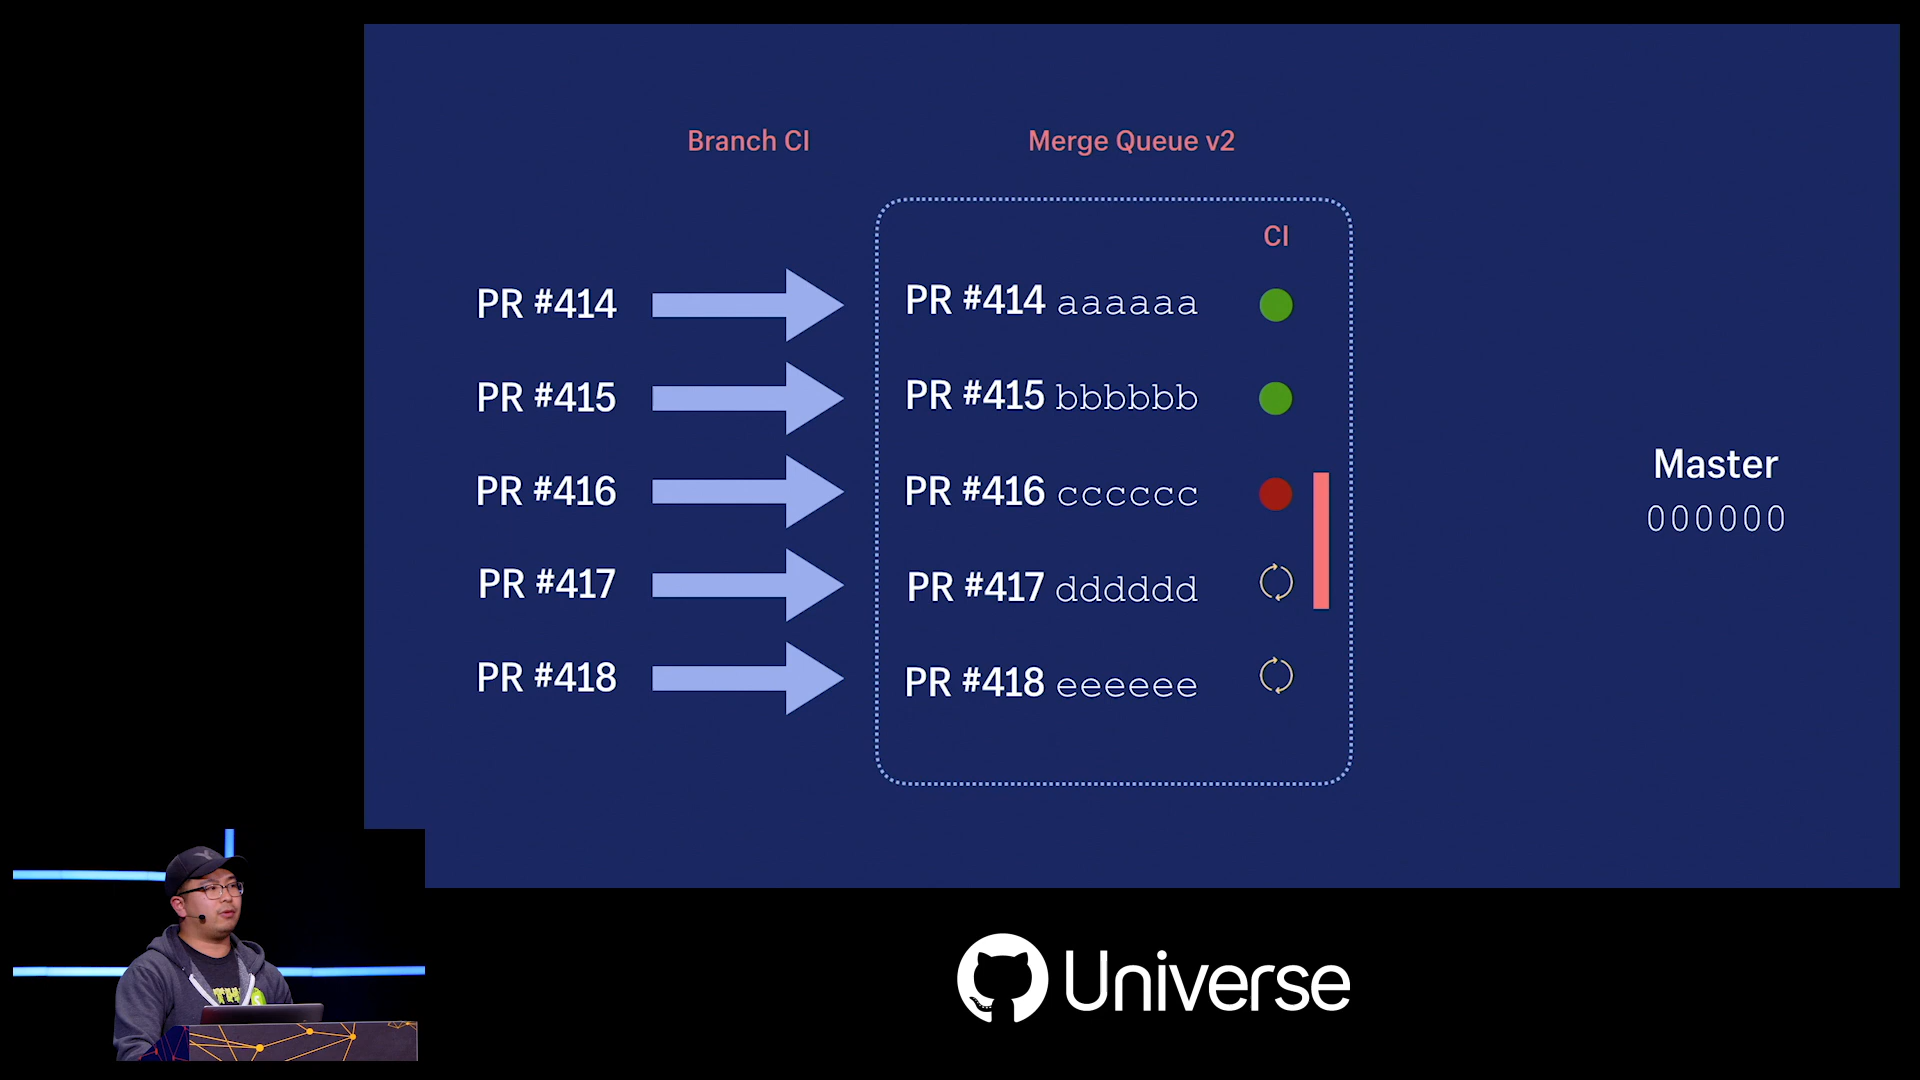 Branch CI
Merge Queue v2
CI
PR #414
PR #414 aaaaaa
PR #415
PR #415 bbbbbb
PR #416
PR #416 cccccc
PR #417
PR #417 dddddd
PR #418
PR #418 eeeeee
Master
000000
Universe